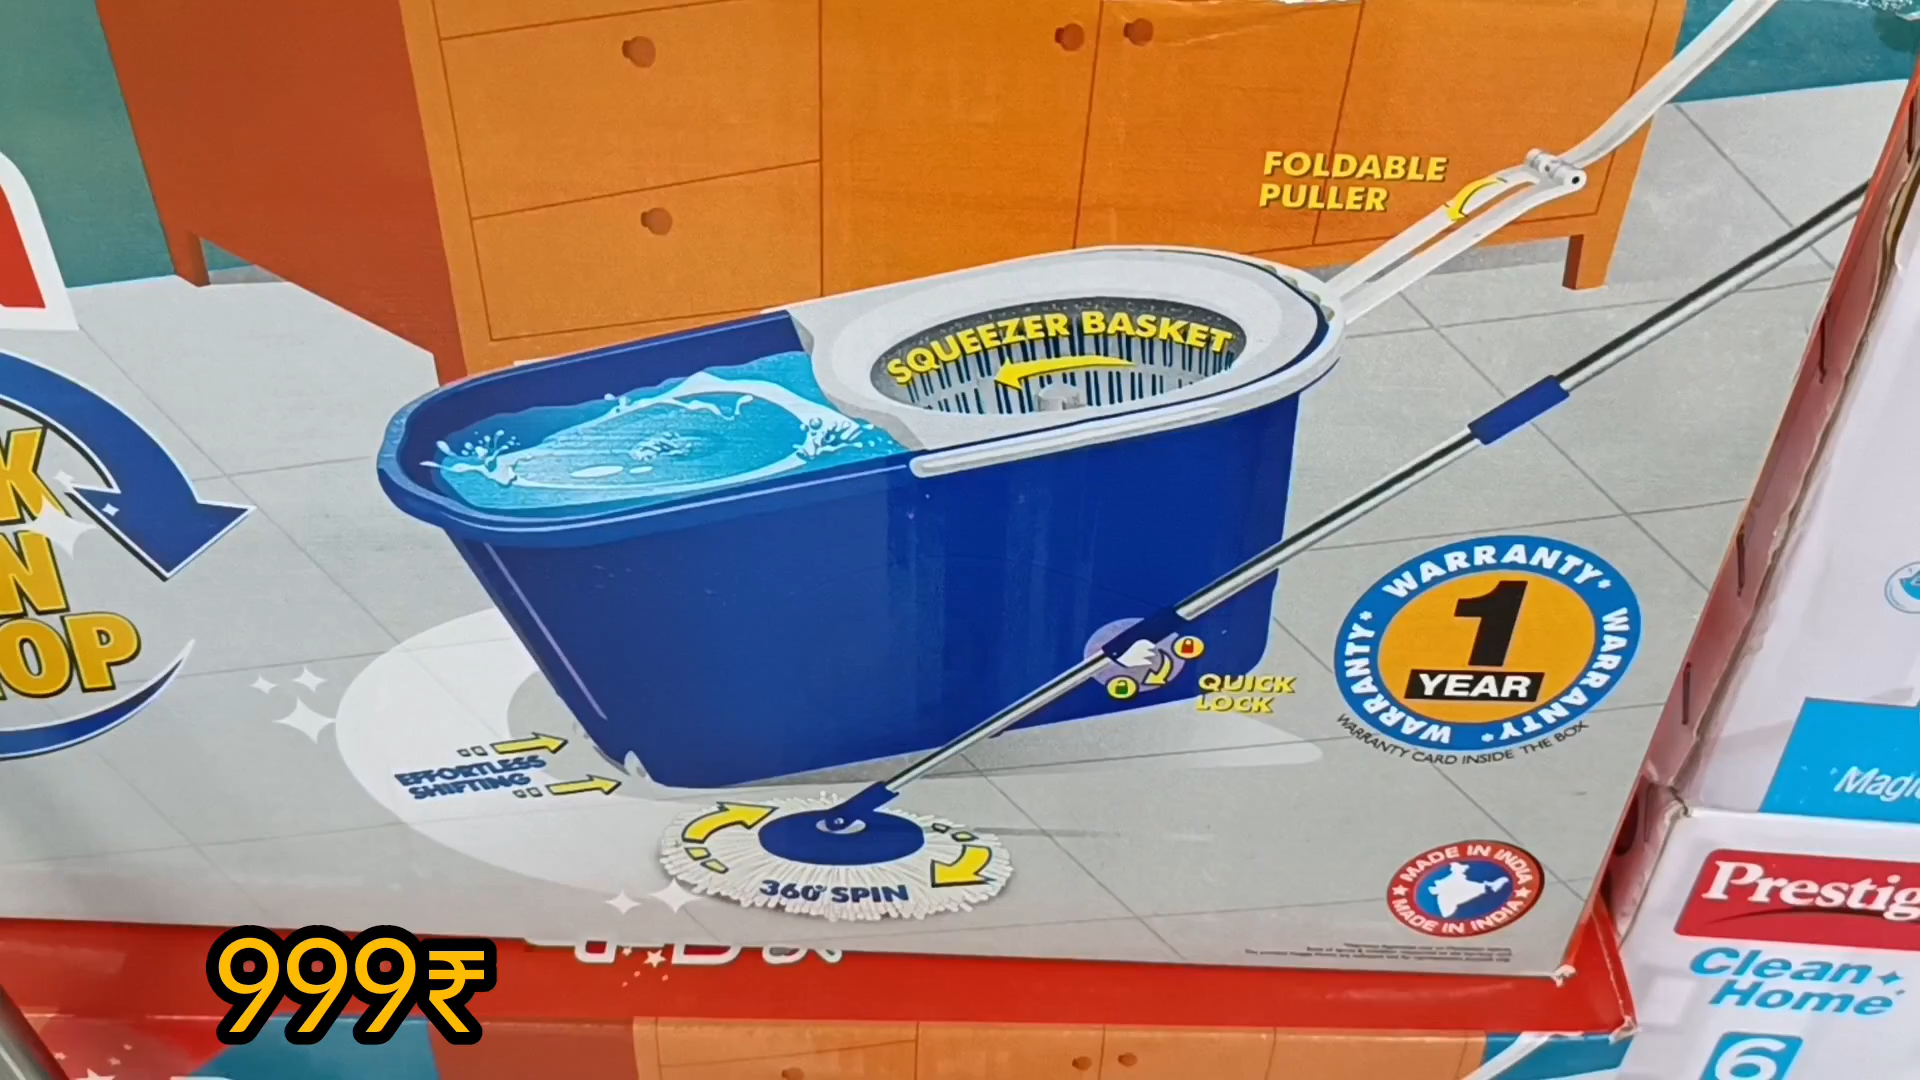 FOLDABLE
PULLER
SQUEEZER BASKET
QUICK
LOCK
WARRANTY WARRANTY WARRANTY WARRANTY
1
YEAR
WARRANTY CARD INSIDE THE BOX
EFFORTLESS
SHIFTING
360° SPIN
MADE IN INDIA
MADE IN INDIA
Prestig
Clean
Home
6
999₹